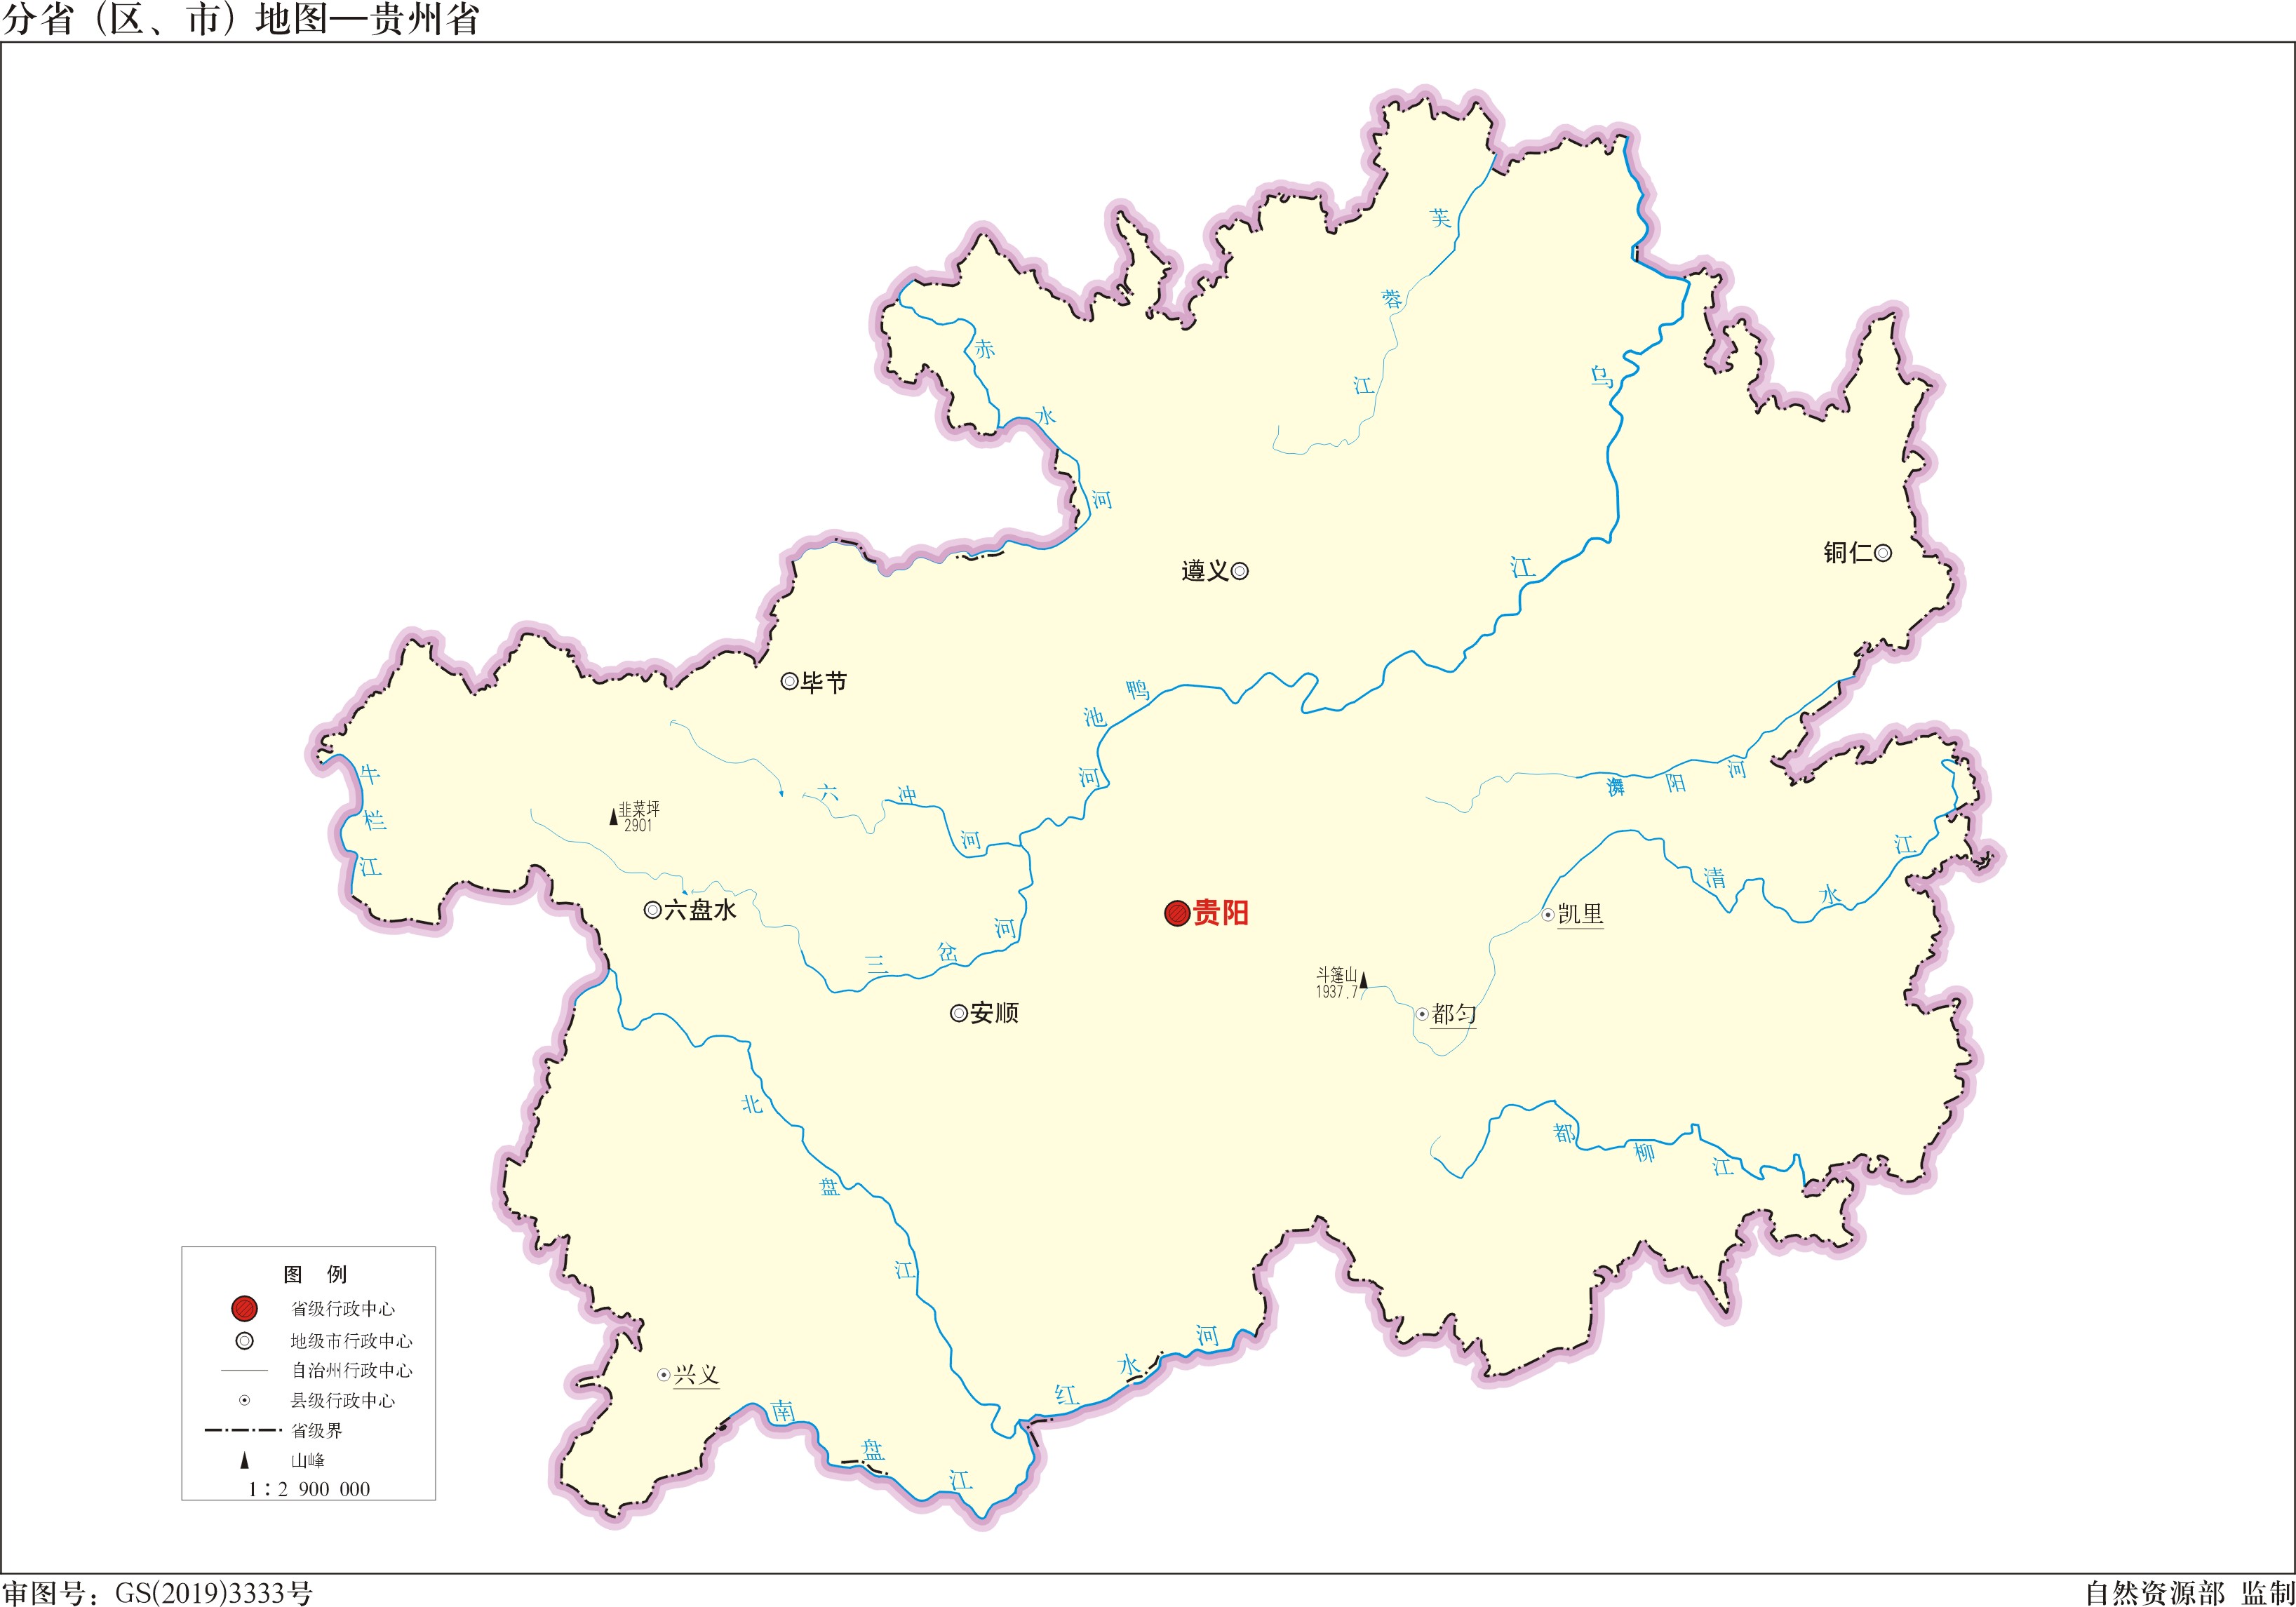 分省（区、市）地图—贵州省
芙蓉江
赤水河
乌江
遵义
铜仁
毕节
鸭池河
牛栏江
韭菜坪
2901
六冲河
㵲阳河
清水江
六盘水
贵阳
凯里
三岔河
斗篷山
1937.7
安顺
都匀
北盘江
都柳江
兴义
南盘江
红水河
图 例
省级行政中心
地级市行政中心
自治州行政中心
县级行政中心
省级界
山峰
1：2 900 000
审图号：GS(2019)3333号
自然资源部 监制